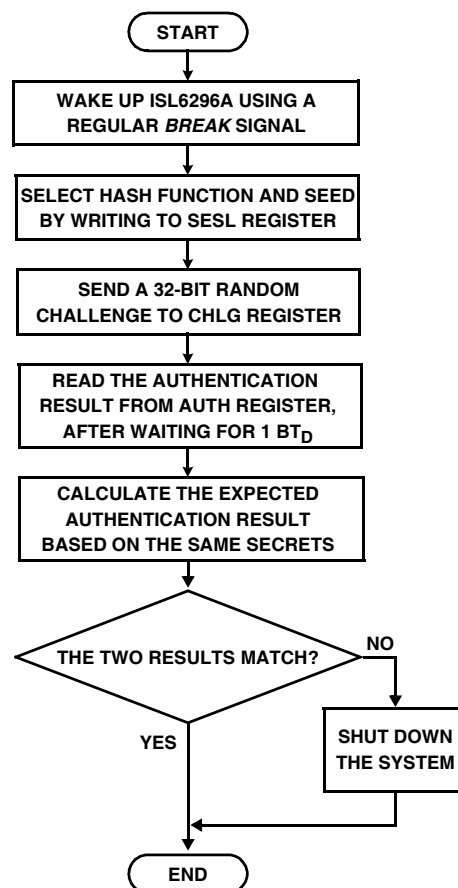 START
WAKE UP ISL6296A USING A
REGULAR BREAK SIGNAL
SELECT HASH FUNCTION AND SEED
BY WRITING TO SESL REGISTER
SEND A 32-BIT RANDOM
CHALLENGE TO CHLG REGISTER
READ THE AUTHENTICATION
RESULT FROM AUTH REGISTER,
AFTER WAITING FOR 1 BTD
CALCULATE THE EXPECTED
AUTHENTICATION RESULT
BASED ON THE SAME SECRETS
THE TWO RESULTS MATCH?
NO
YES
SHUT DOWN
THE SYSTEM
END